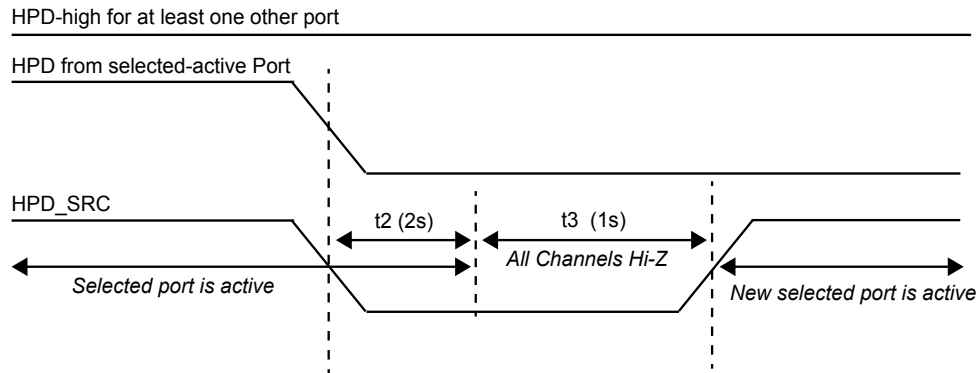 HPD-high for at least one other port
HPD from selected-active Port
HPD_SRC
t2 (2s)
t3 (1s)
All Channels Hi-Z
Selected port is active
New selected port is active